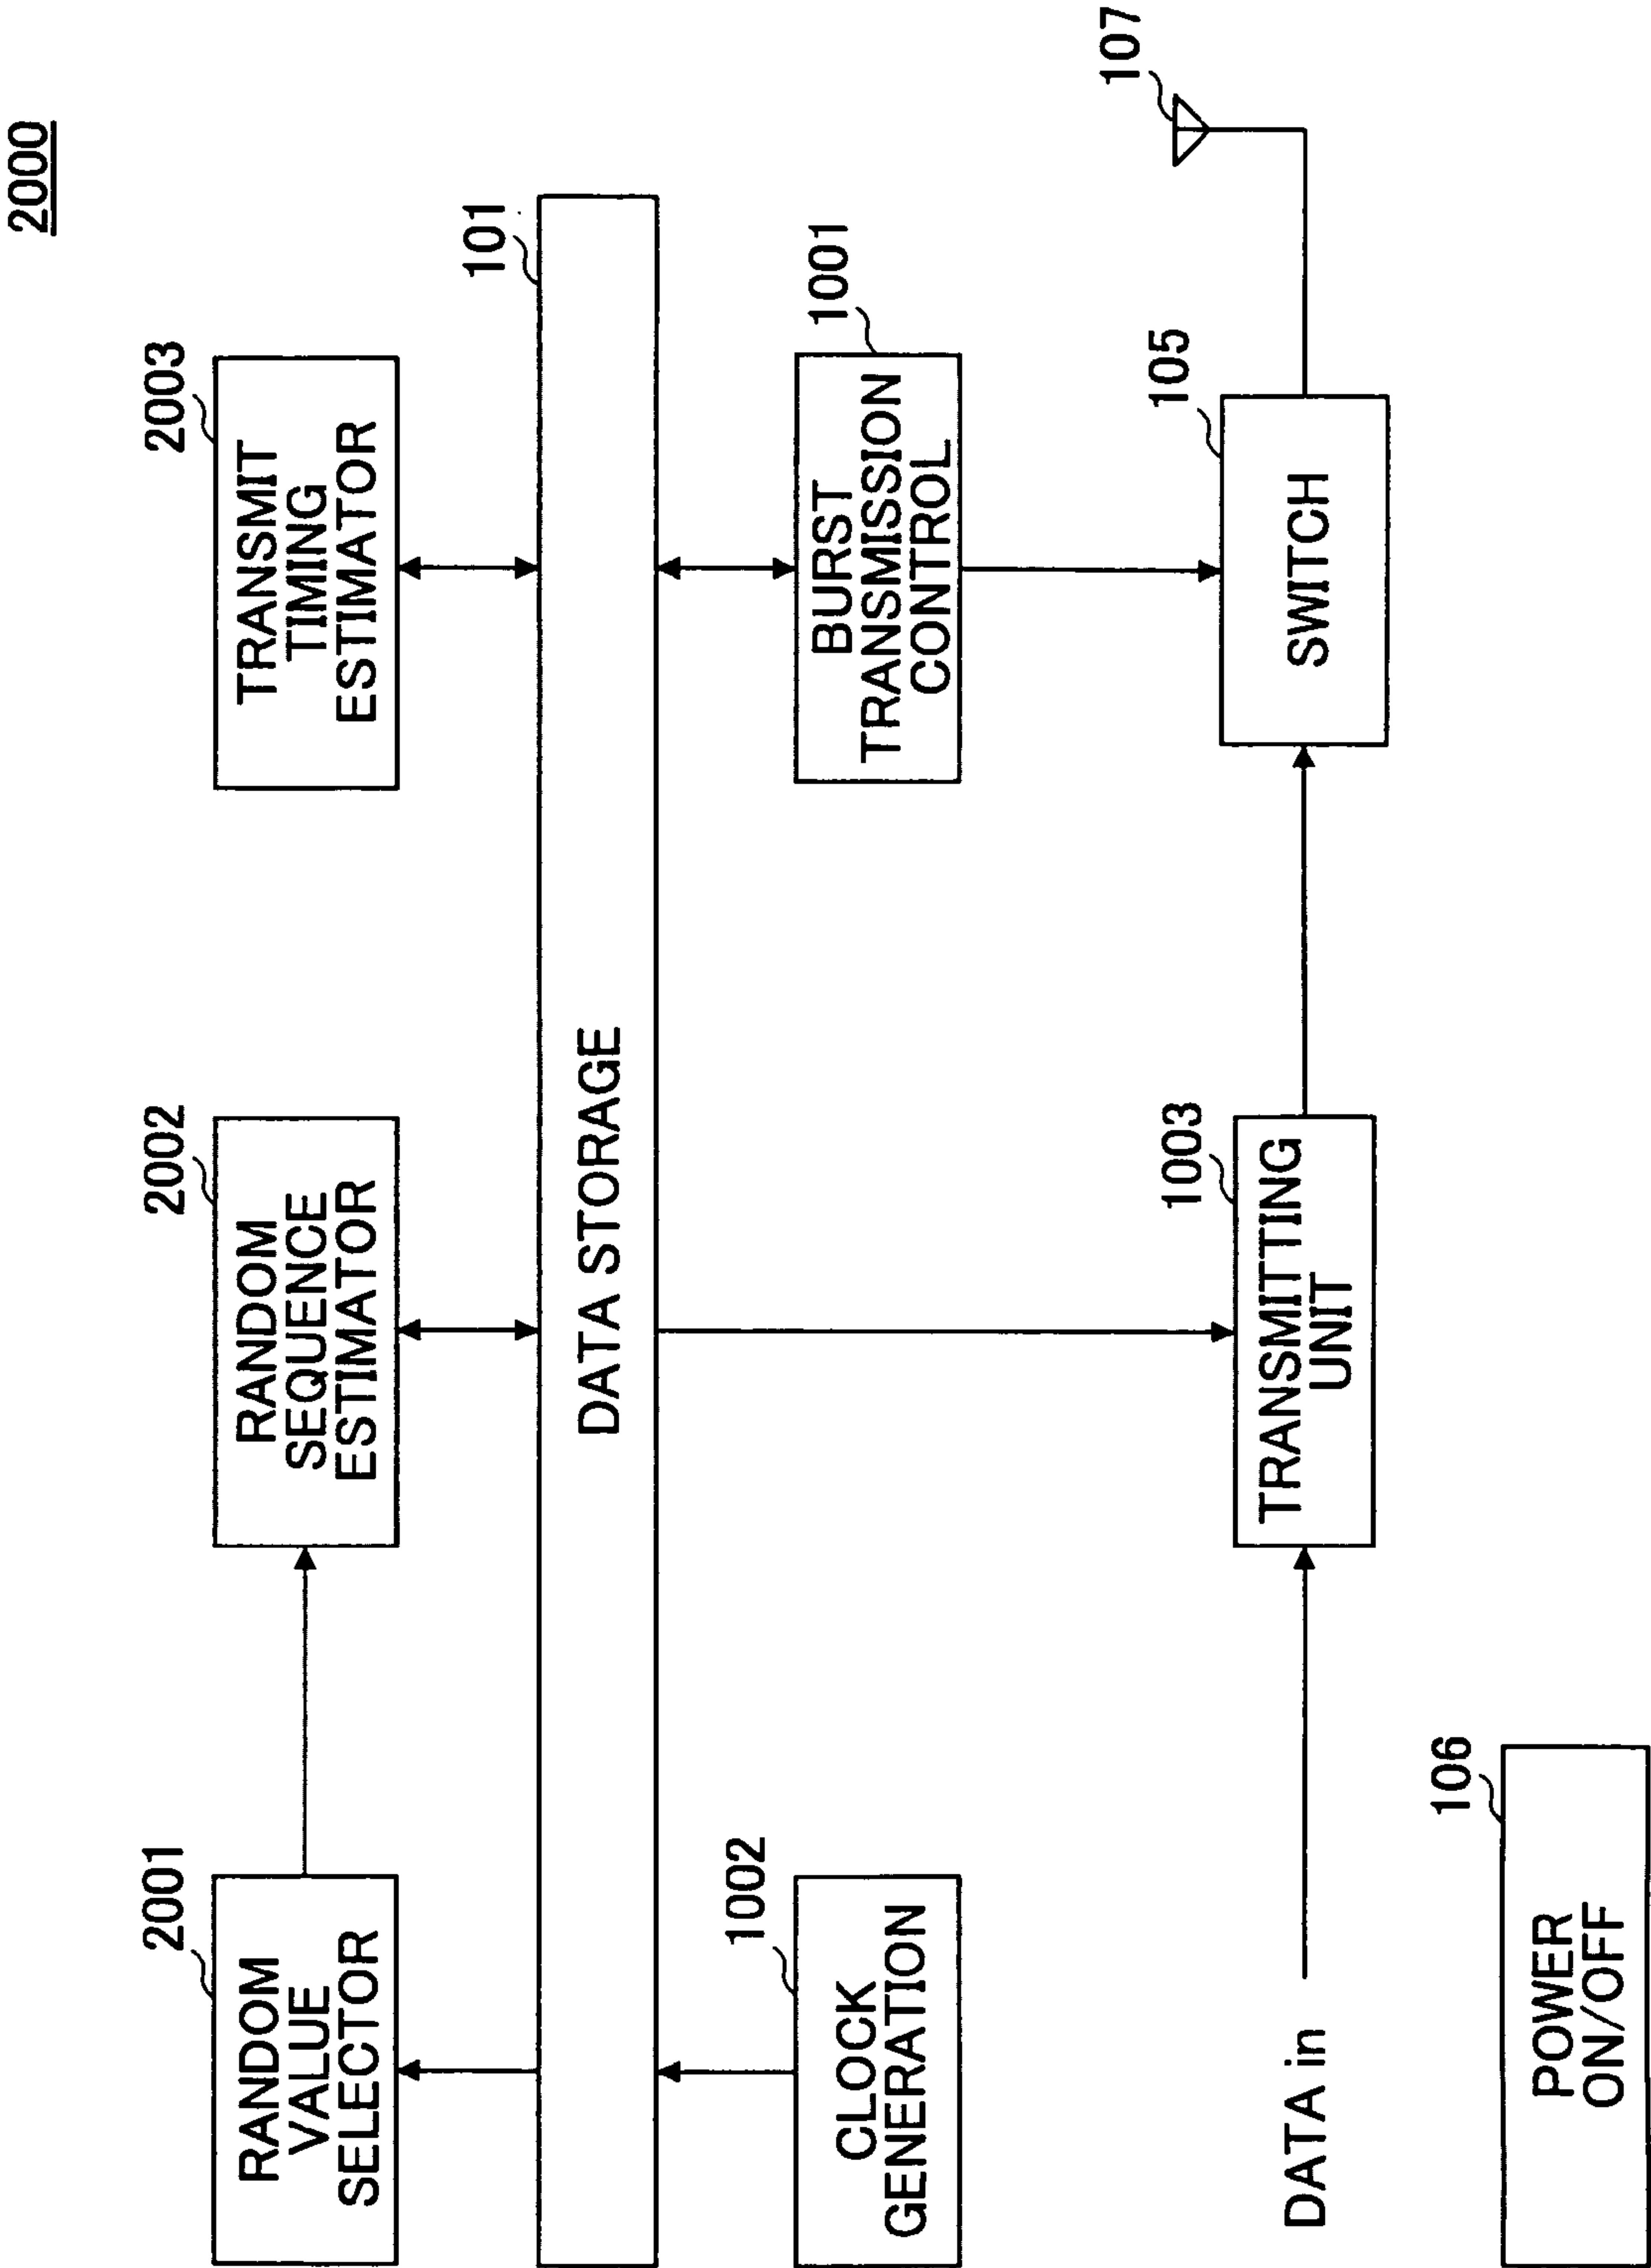 2000
2001
RANDOM
VALUE
SELECTOR
2002
RANDOM
SEQUENCE
ESTIMATOR
2003
TRANSMIT
TIMING
ESTIMATOR
101
DATA STORAGE
1002
CLOCK
GENERATION
1001
BURST
TRANSMISSION
CONTROL
DATA in
1003
TRANSMITTING
UNIT
105
SWITCH
107
106
POWER
ON/OFF